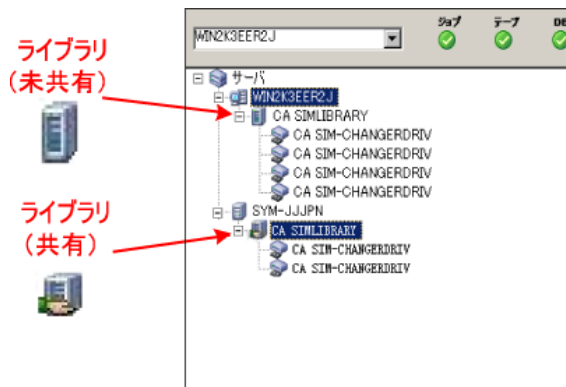 WIN2K3EER2J
ジョブ
テープ
ライブラリ
(未共有)
サーバ
WIN2K3EER2J
CA SIMLIBRARY
CA SIM-CHANGERDRIV
CA SIM-CHANGERDRIV
CA SIM-CHANGERDRIV
CA SIM-CHANGERDRIV
ライブラリ
(共有)
SYM-JJJPN
CA SIMLIBRARY
CA SIM-CHANGERDRIV
CA SIM-CHANGERDRIV